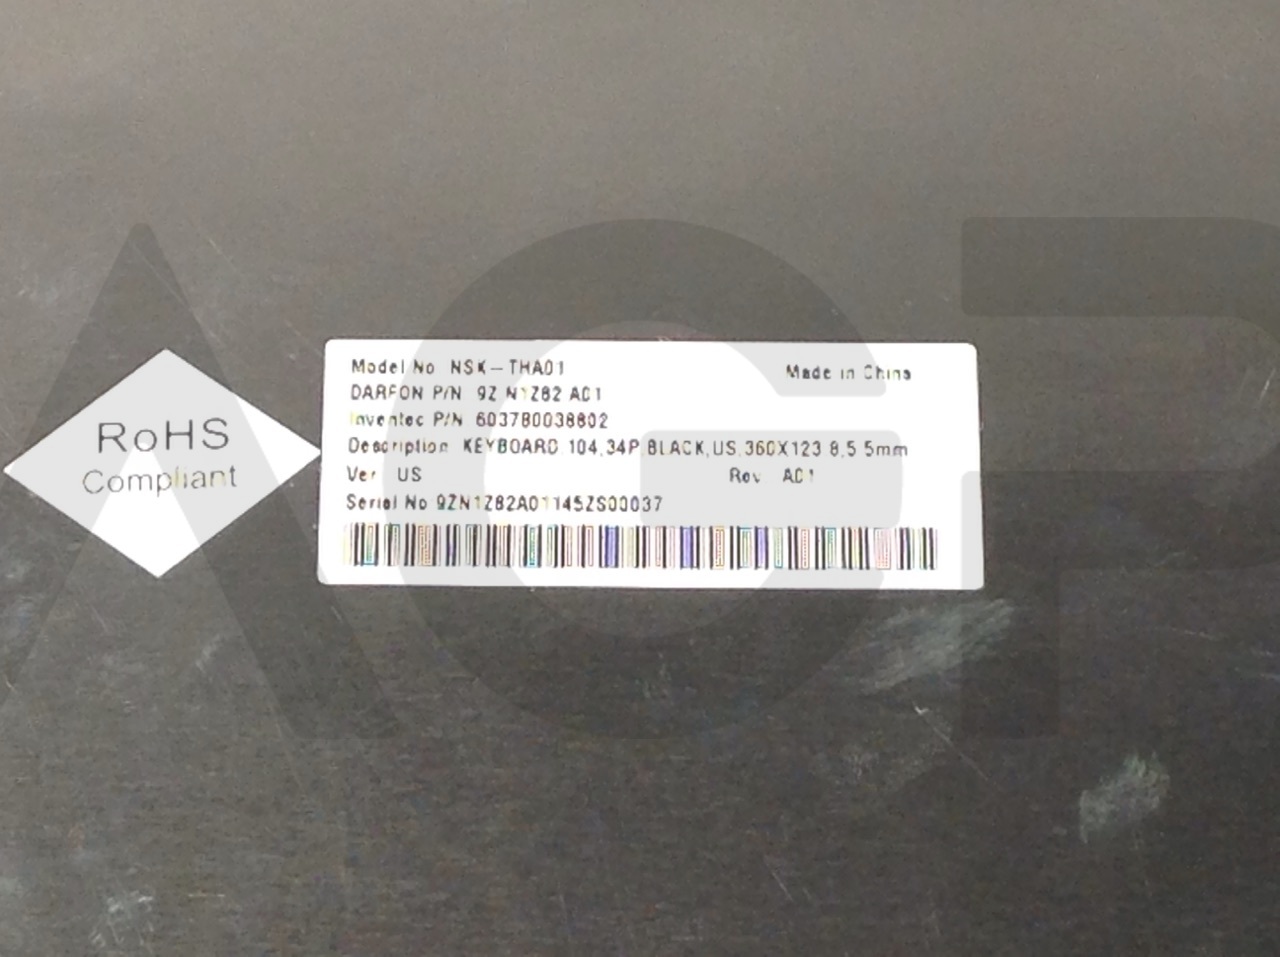 RoHS
Compliant
Model No NSK-THA01
Made in China
DARFON P/N 9Z.N1Z82.A01
Inventec P/N 6037B0038802
Description KEYBOARD,104,34P,BLACK,US,360X123.8,5.5mm
Ver US
Rev A01
Serial No 9ZN1Z82A01145ZS00037